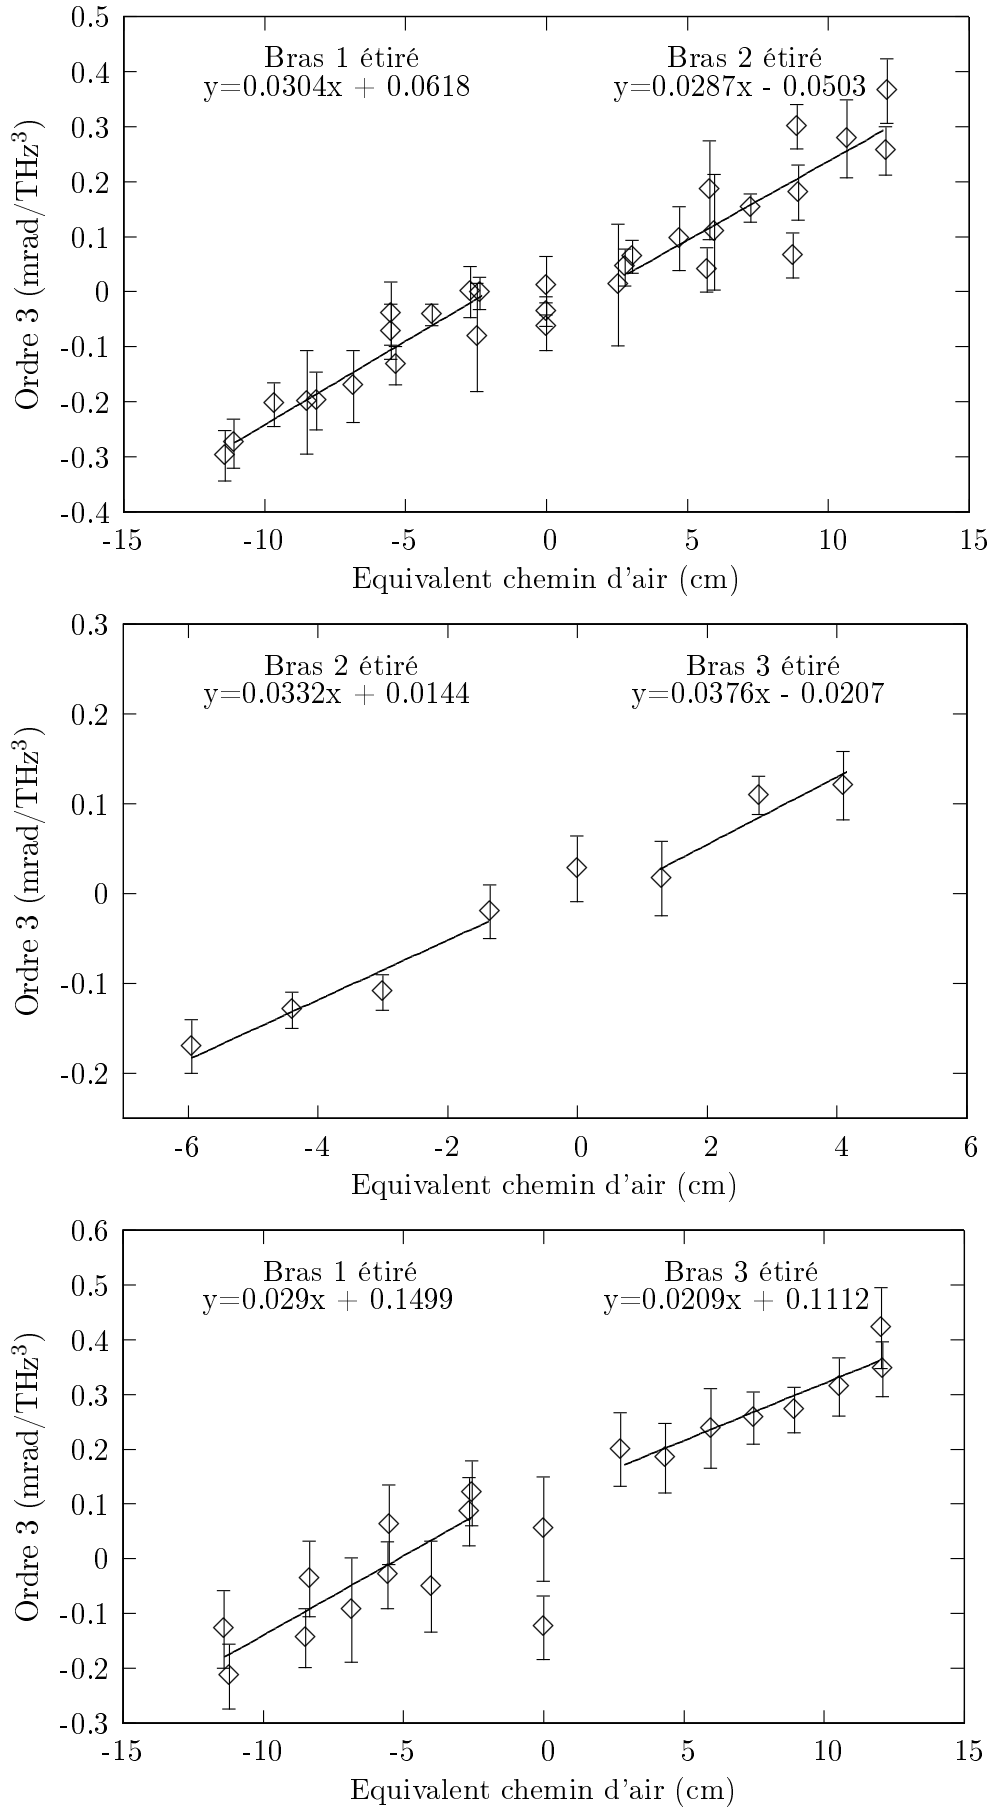 0.5
Bras 1 étiré
Bras 2 étiré
y=0.0304x + 0.0618
y=0.0287x - 0.0503
0.4
0.3
0.2
0.1
0
-0.1
-0.2
-0.3
-0.4
Ordre 3 (mrad/THz³)
-15 -10 -5 0 5 10 15
Equivalent chemin d'air (cm)
0.3
Bras 2 étiré
Bras 3 étiré
y=0.0332x + 0.0144
y=0.0376x - 0.0207
0.2
0.1
0
-0.1
-0.2
Ordre 3 (mrad/THz³)
-6 -4 -2 0 2 4 6
Equivalent chemin d'air (cm)
0.6
Bras 1 étiré
Bras 3 étiré
y=0.029x + 0.1499
y=0.0209x + 0.1112
0.5
0.4
0.3
0.2
0.1
0
-0.1
-0.2
-0.3
Ordre 3 (mrad/THz³)
-15 -10 -5 0 5 10 15
Equivalent chemin d'air (cm)